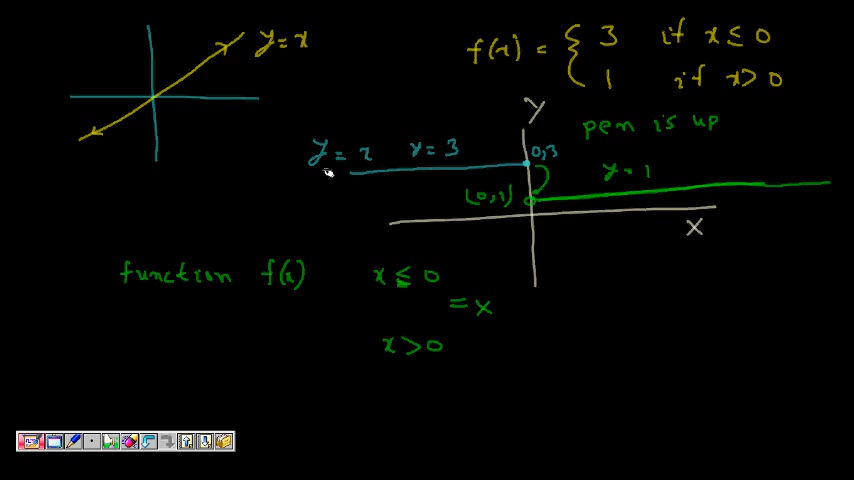 y = x
f(x) = { 3 if x ≤ 0
1 if x > 0
y
pen is up
y = x y = 3 0,3
y = 1
(0,1)
X
function f(x) x ≤ 0
= x
x > 0